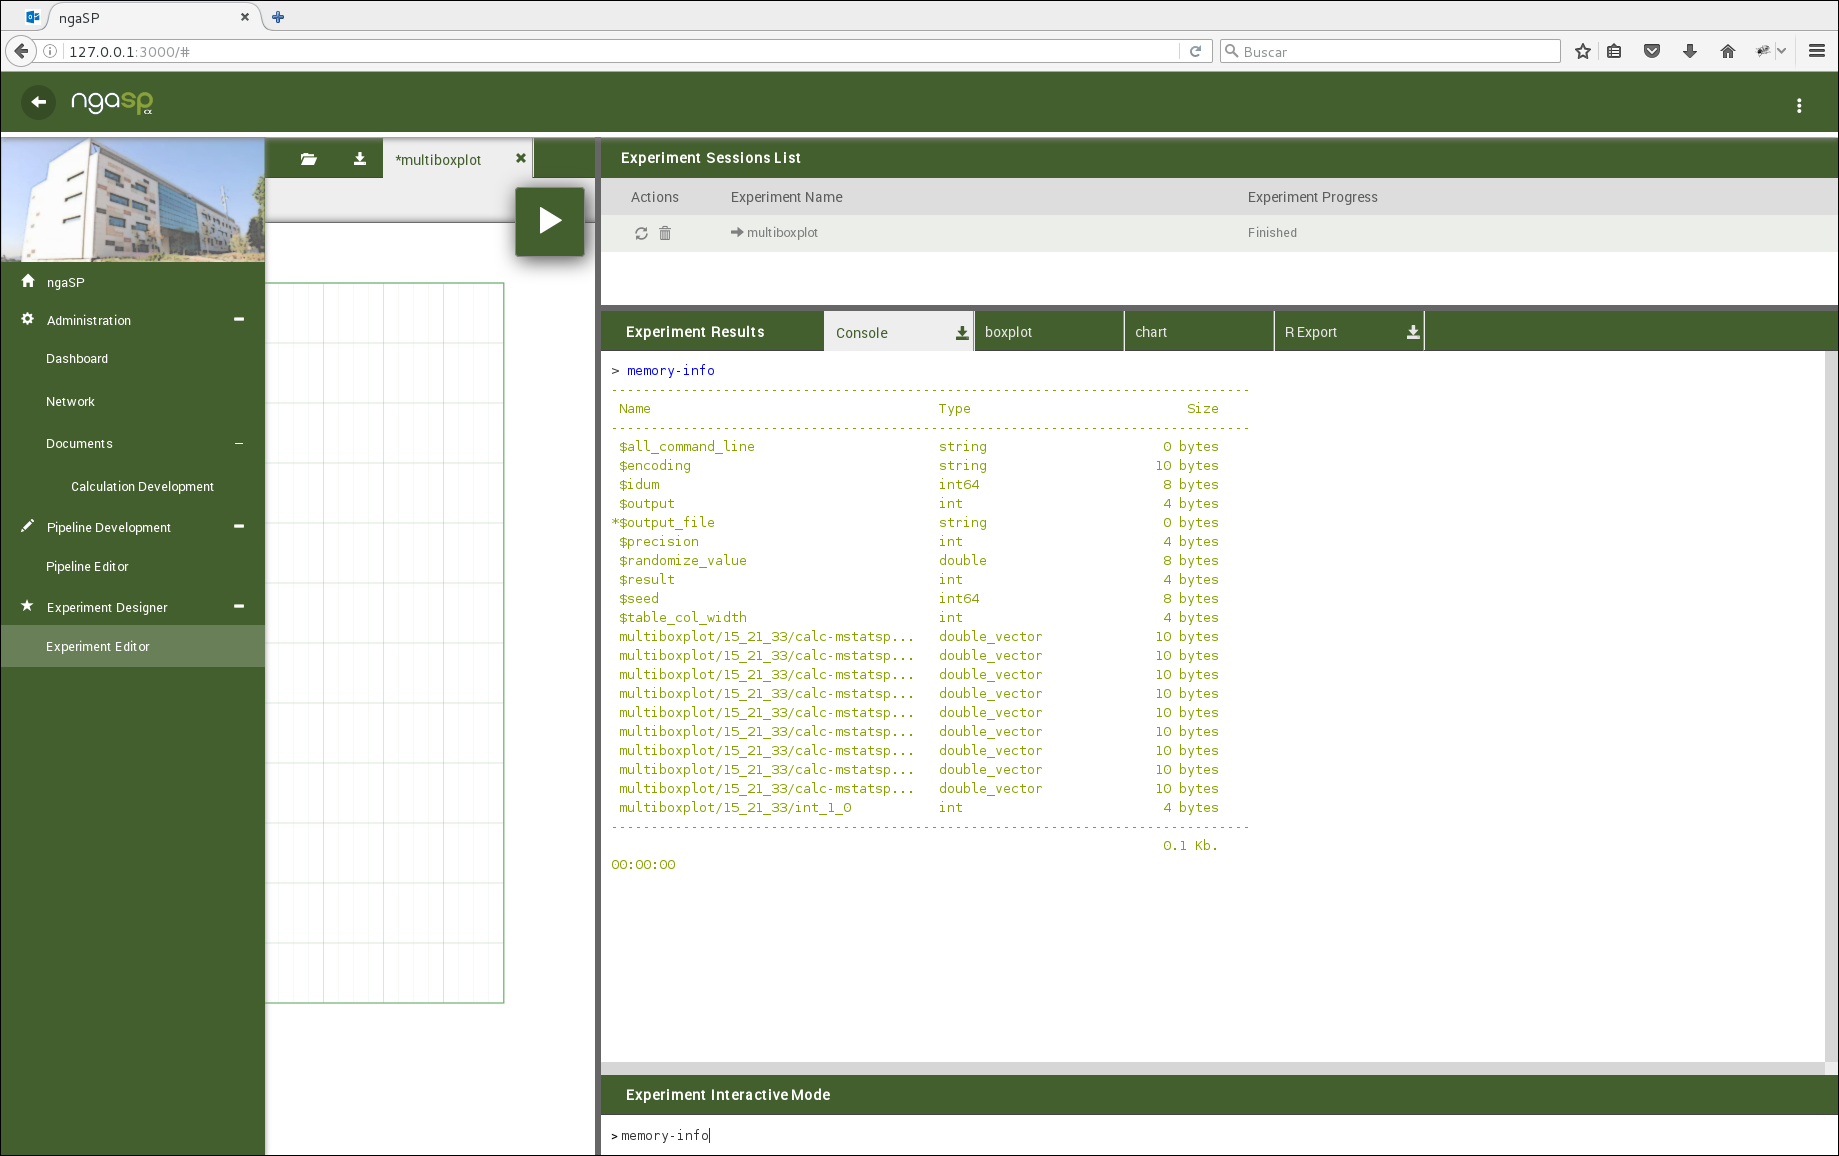 ngaSP
127.0.0.1:3000/#
Buscar
ngasp α
*multiboxplot
ngaSP
Administration
Dashboard
Network
Documents
Calculation Development
Pipeline Development
Pipeline Editor
Experiment Designer
Experiment Editor
Experiment Sessions List
Actions Experiment Name Experiment Progress
multiboxplot Finished
Experiment Results Console boxplot chart R Export
> memory-info
--------------------------------------------------------------------------------
Name Type Size
--------------------------------------------------------------------------------
$all_command_line string 0 bytes
$encoding string 10 bytes
$idum int64 8 bytes
$output int 4 bytes
*$output_file string 0 bytes
$precision int 4 bytes
$randomize_value double 8 bytes
$result int 4 bytes
$seed int64 8 bytes
$table_col_width int 4 bytes
multiboxplot/15_21_33/calc-mstatsp... double_vector 10 bytes
multiboxplot/15_21_33/calc-mstatsp... double_vector 10 bytes
multiboxplot/15_21_33/calc-mstatsp... double_vector 10 bytes
multiboxplot/15_21_33/calc-mstatsp... double_vector 10 bytes
multiboxplot/15_21_33/calc-mstatsp... double_vector 10 bytes
multiboxplot/15_21_33/calc-mstatsp... double_vector 10 bytes
multiboxplot/15_21_33/calc-mstatsp... double_vector 10 bytes
multiboxplot/15_21_33/calc-mstatsp... double_vector 10 bytes
multiboxplot/15_21_33/calc-mstatsp... double_vector 10 bytes
multiboxplot/15_21_33/int_1_0 int 4 bytes
--------------------------------------------------------------------------------
0.1 Kb.
00:00:00
Experiment Interactive Mode
> memory-info